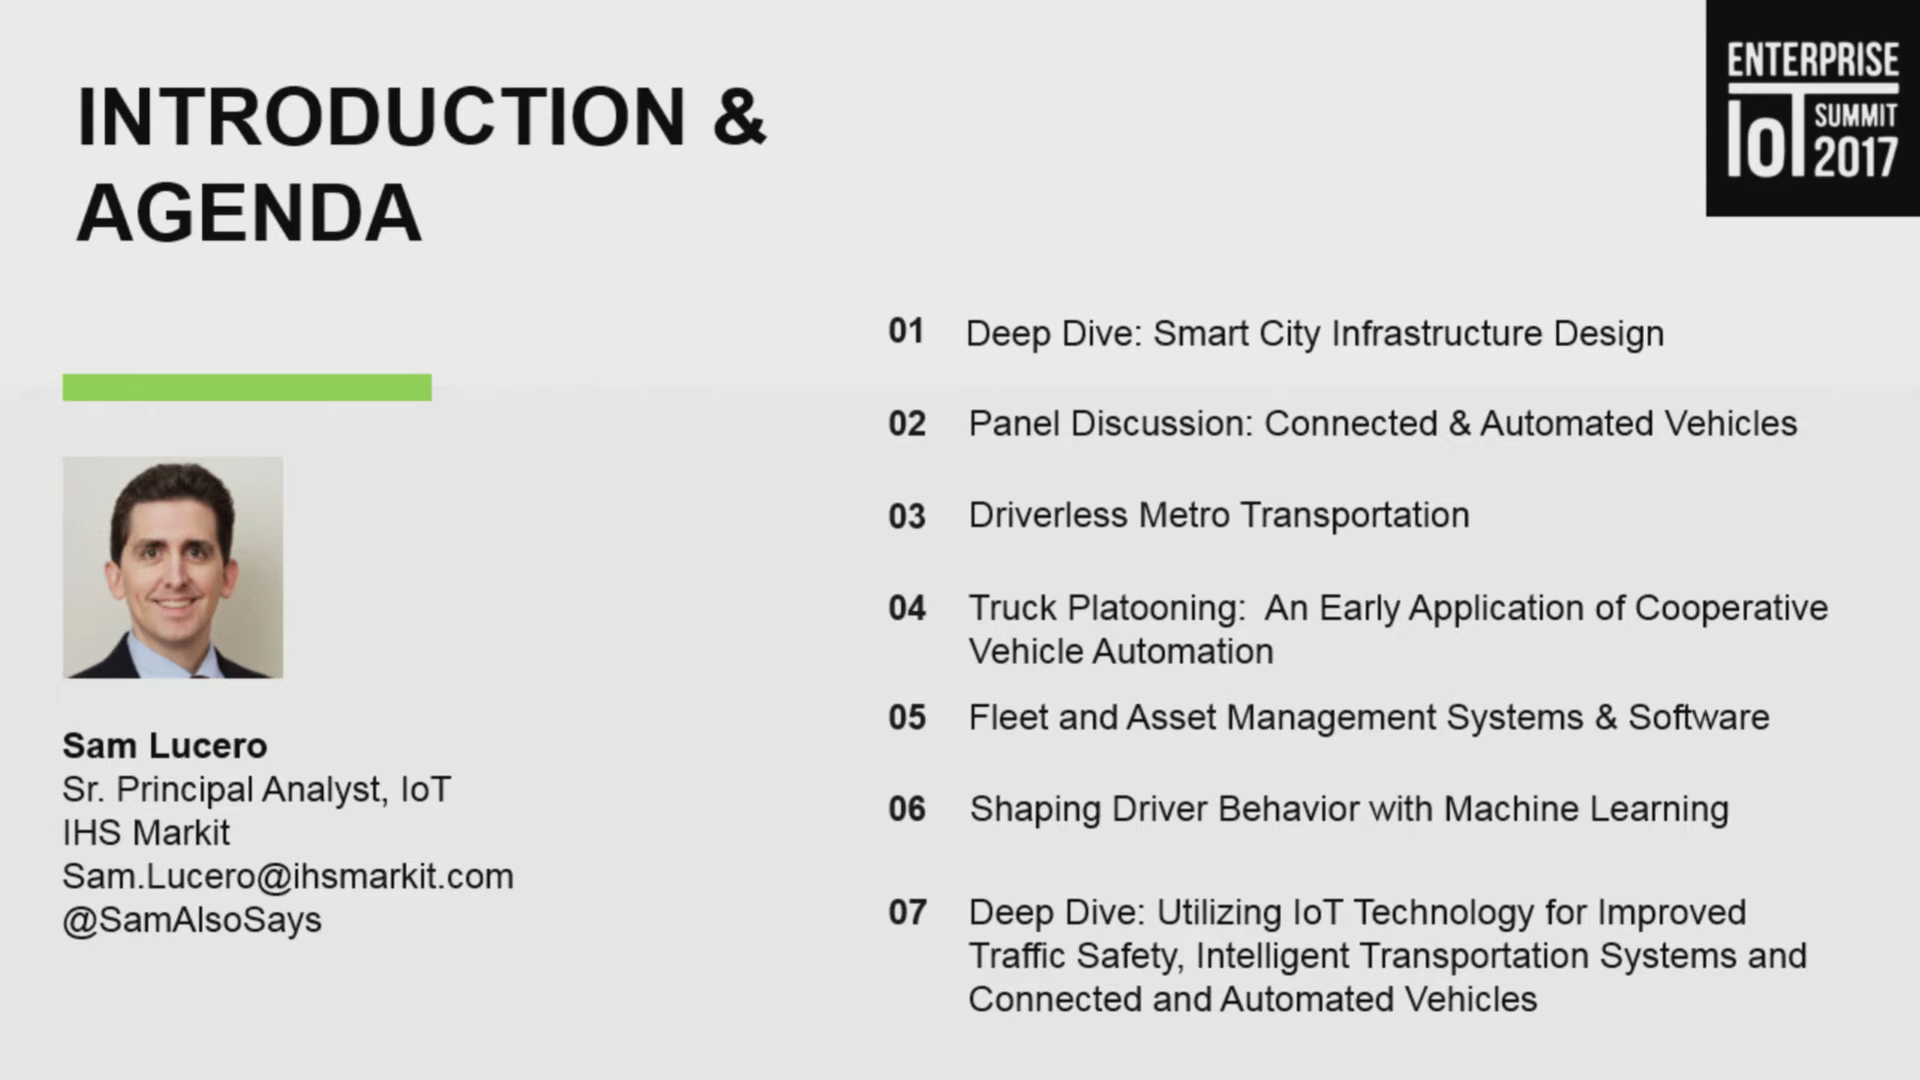 INTRODUCTION &
AGENDA
ENTERPRISE
IoT SUMMIT
2017
Sam Lucero
Sr. Principal Analyst, IoT
IHS Markit
Sam.Lucero@ihsmarkit.com
@SamAlsoSays
01 Deep Dive: Smart City Infrastructure Design
02 Panel Discussion: Connected & Automated Vehicles
03 Driverless Metro Transportation
04 Truck Platooning:  An Early Application of Cooperative
Vehicle Automation
05 Fleet and Asset Management Systems & Software
06 Shaping Driver Behavior with Machine Learning
07 Deep Dive: Utilizing IoT Technology for Improved
Traffic Safety, Intelligent Transportation Systems and
Connected and Automated Vehicles